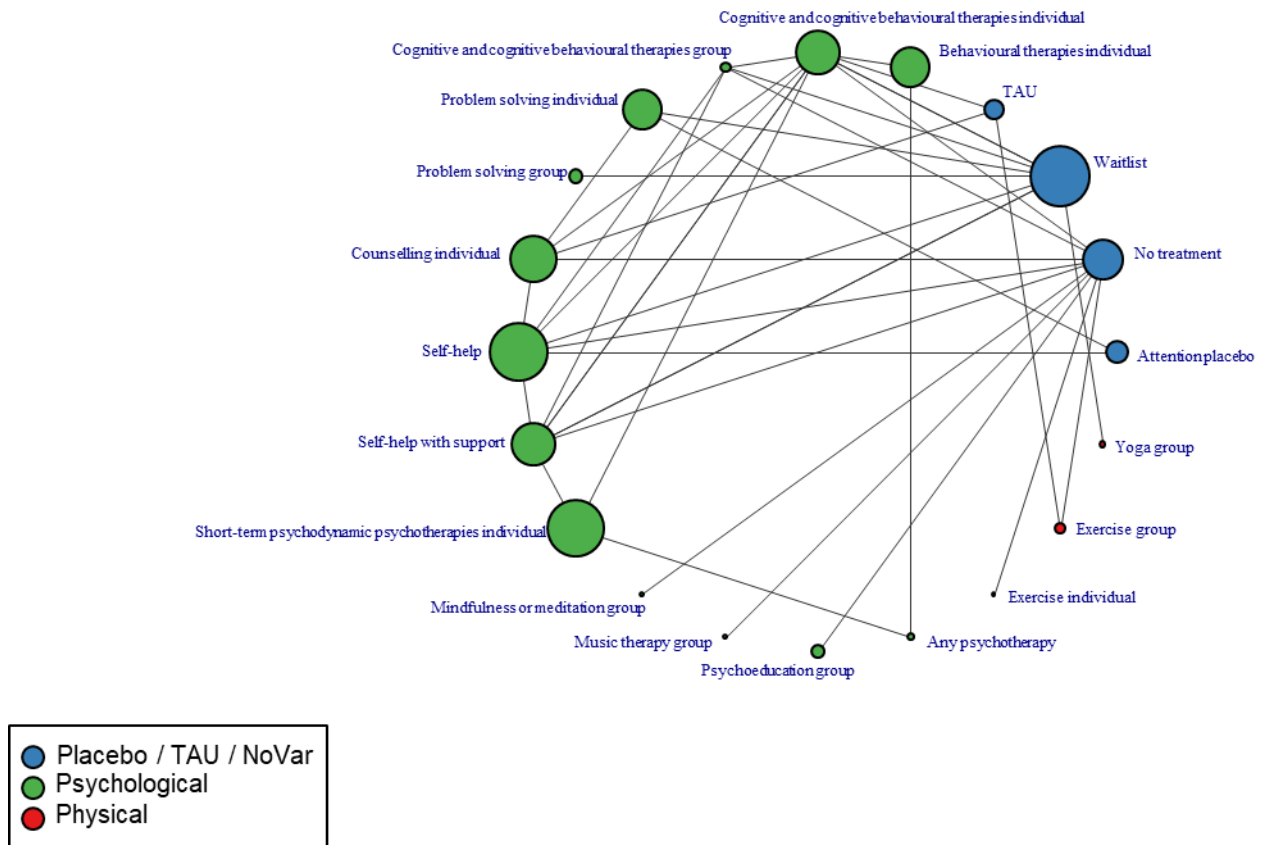 Cognitive and cognitive behavioural therapies individual
Cognitive and cognitive behavioural therapies group
Behavioural therapies individual
Problem solving individual
TAU
Waitlist
Problem solving group
Counselling individual
No treatment
Self-help
Attention placebo
Self-help with support
Yoga group
Short-term psychodynamic psychotherapies individual
Exercise group
Mindfulness or meditation group
Exercise individual
Music therapy group
Any psychotherapy
Psychoeducation group
Placebo / TAU / NoVar
Psychological
Physical